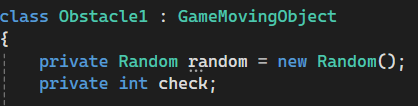 class Obstacle1 : GameMovingObject
{
private Random random = new Random();
private int check;